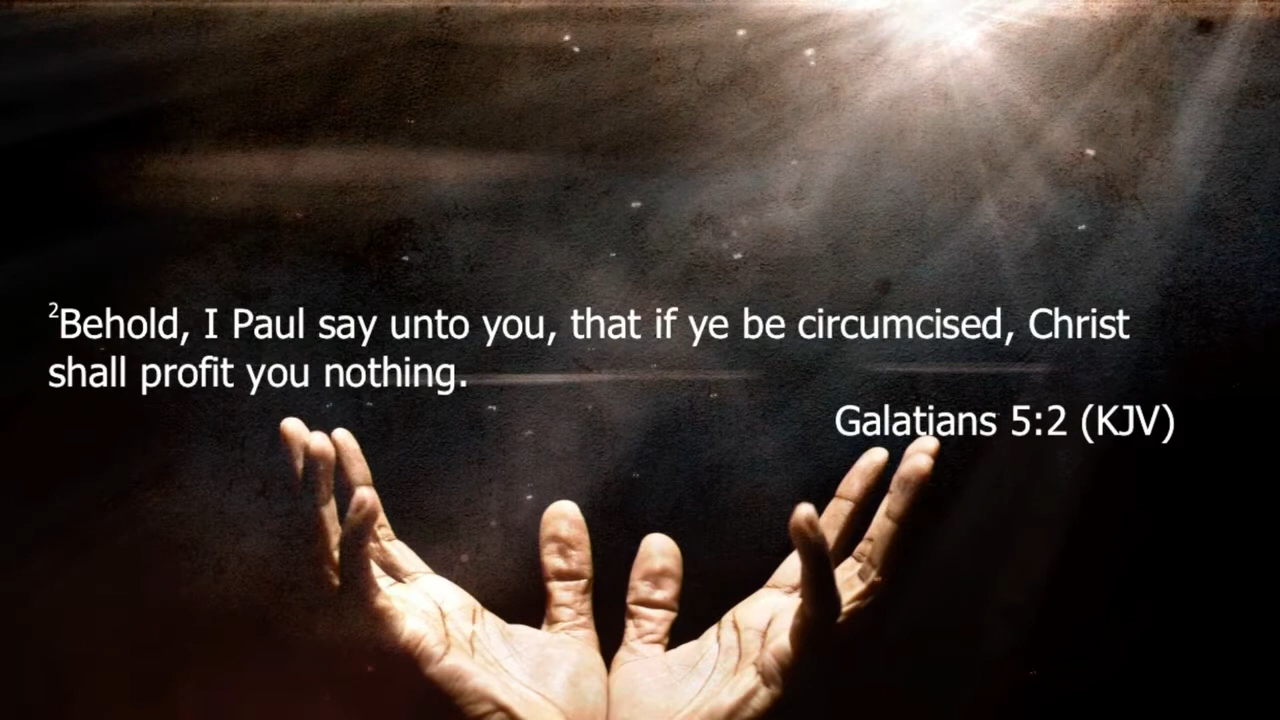 ²Behold, I Paul say unto you, that if ye be circumcised, Christ
shall profit you nothing.
Galatians 5:2 (KJV)